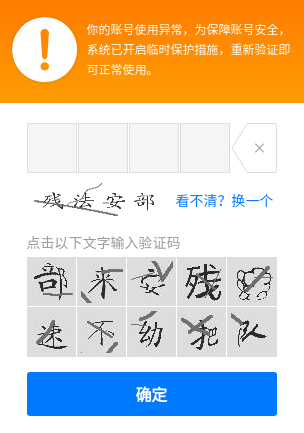 你的账号使用异常，为保障账号安全，
系统已开启临时保护措施，重新验证即
可正常使用。
残 法 安 部 看不清？换一个
点击以下文字输入验证码
部 来 安 残
速 不 幼 把 队
确定